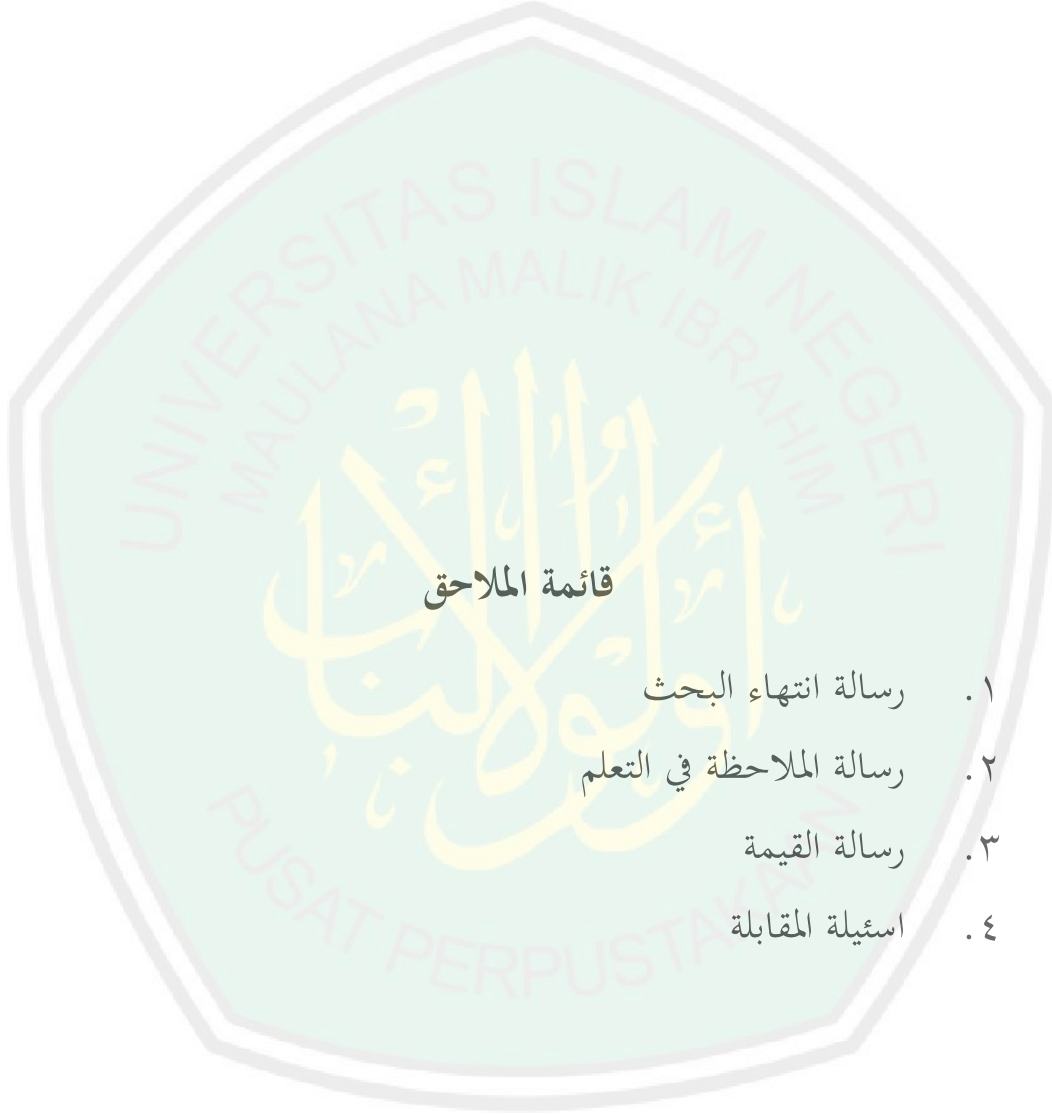 UNIVERSITAS ISLAM NEGERI
MAULANA MALIK IBRAHIM
قائمة الملاحق
١. رسالة انتهاء البحث
٢. رسالة الملاحظة في التعلم
٣. رسالة القيمة
٤. اسئيلة المقابلة
PUSAT PERPUSTAKAAN